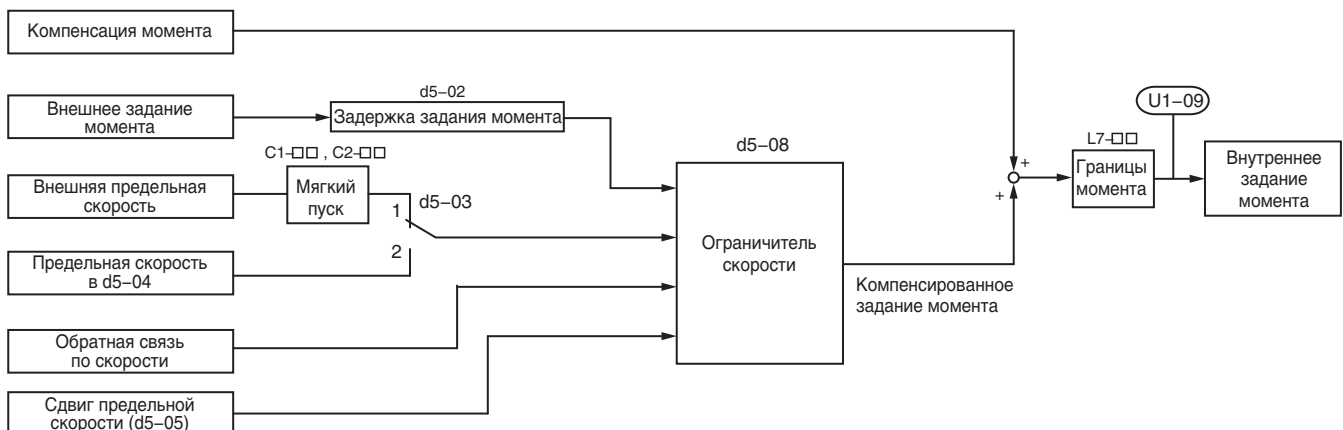 Компенсация момента
Внешнее задание
момента
d5–02
Задержка задания момента
C1-□□ , C2-□□
Внешняя предельная
скорость
Мягкий
пуск
1
d5–03
2
Предельная скорость
в d5–04
Обратная связь
по скорости
Сдвиг предельной
скорости (d5–05)
d5–08
Ограничитель
скорости
Компенсированное
задание момента
+
+
L7-□□
Границы
момента
U1–09
Внутреннее
задание
момента